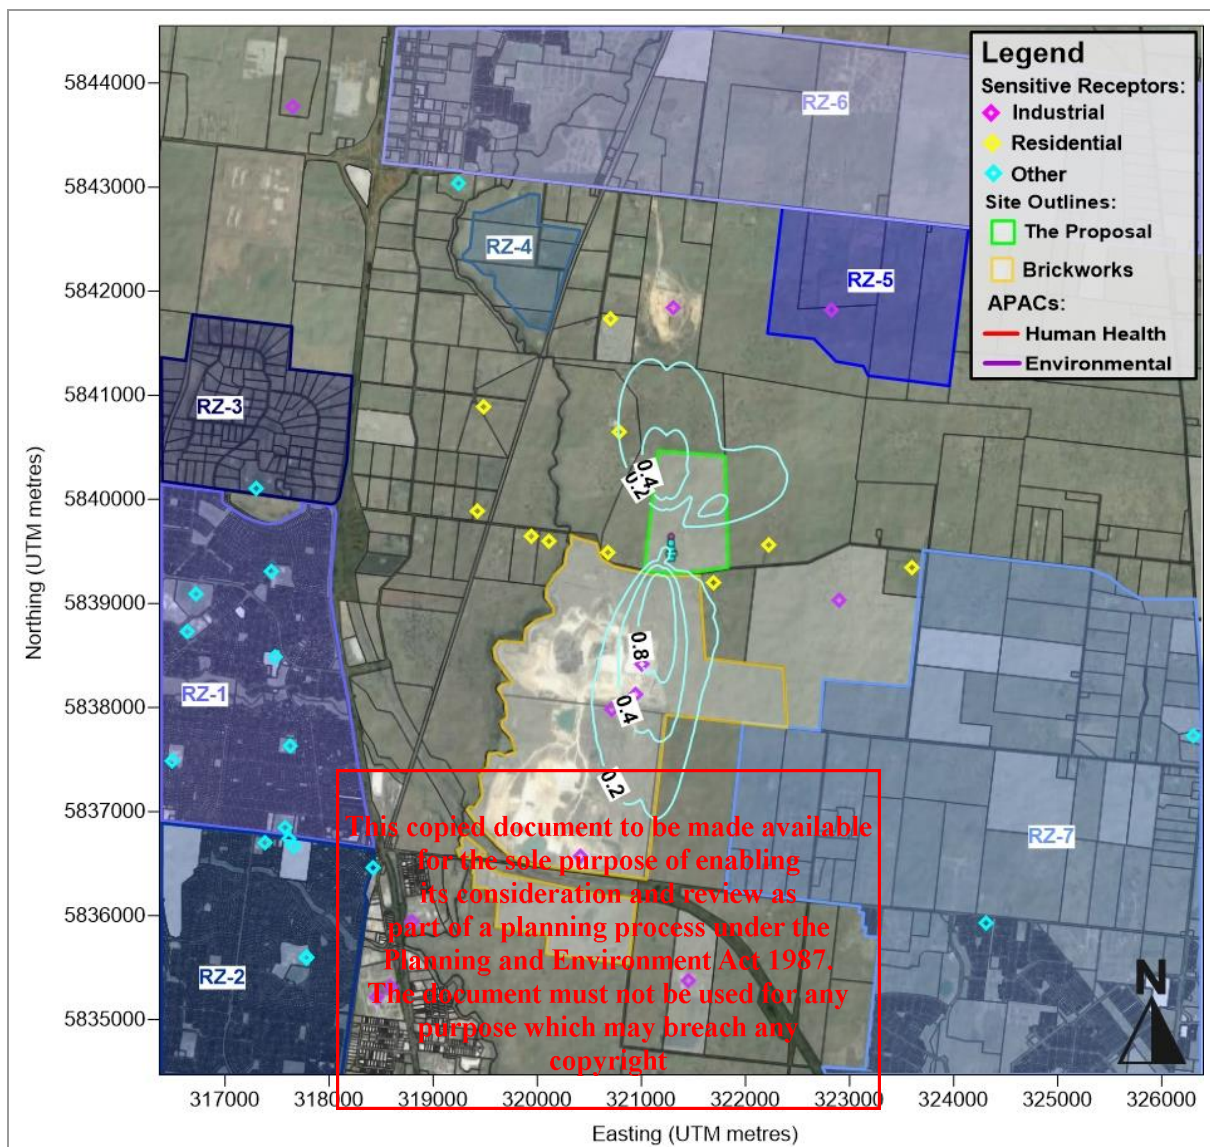 Legend
Sensitive Receptors:
Industrial
Residential
Other
Site Outlines:
The Proposal
Brickworks
APACs:
Human Health
Environmental
5844000
5843000
5842000
5841000
5840000
5839000
5838000
5837000
5836000
5835000
Northing (UTM metres)
RZ-6
RZ-4
RZ-5
RZ-3
0.4
0.2
RZ-1
0.8
0.4
0.2
RZ-7
RZ-2
This copied document to be made available
for the sole purpose of enabling
its consideration and review as
part of a planning process under the
Planning and Environment Act 1987.
The document must not be used for any
purpose which may breach any
copyright
N
317000 318000 319000 320000 321000 322000 323000 324000 325000 326000
Easting (UTM metres)